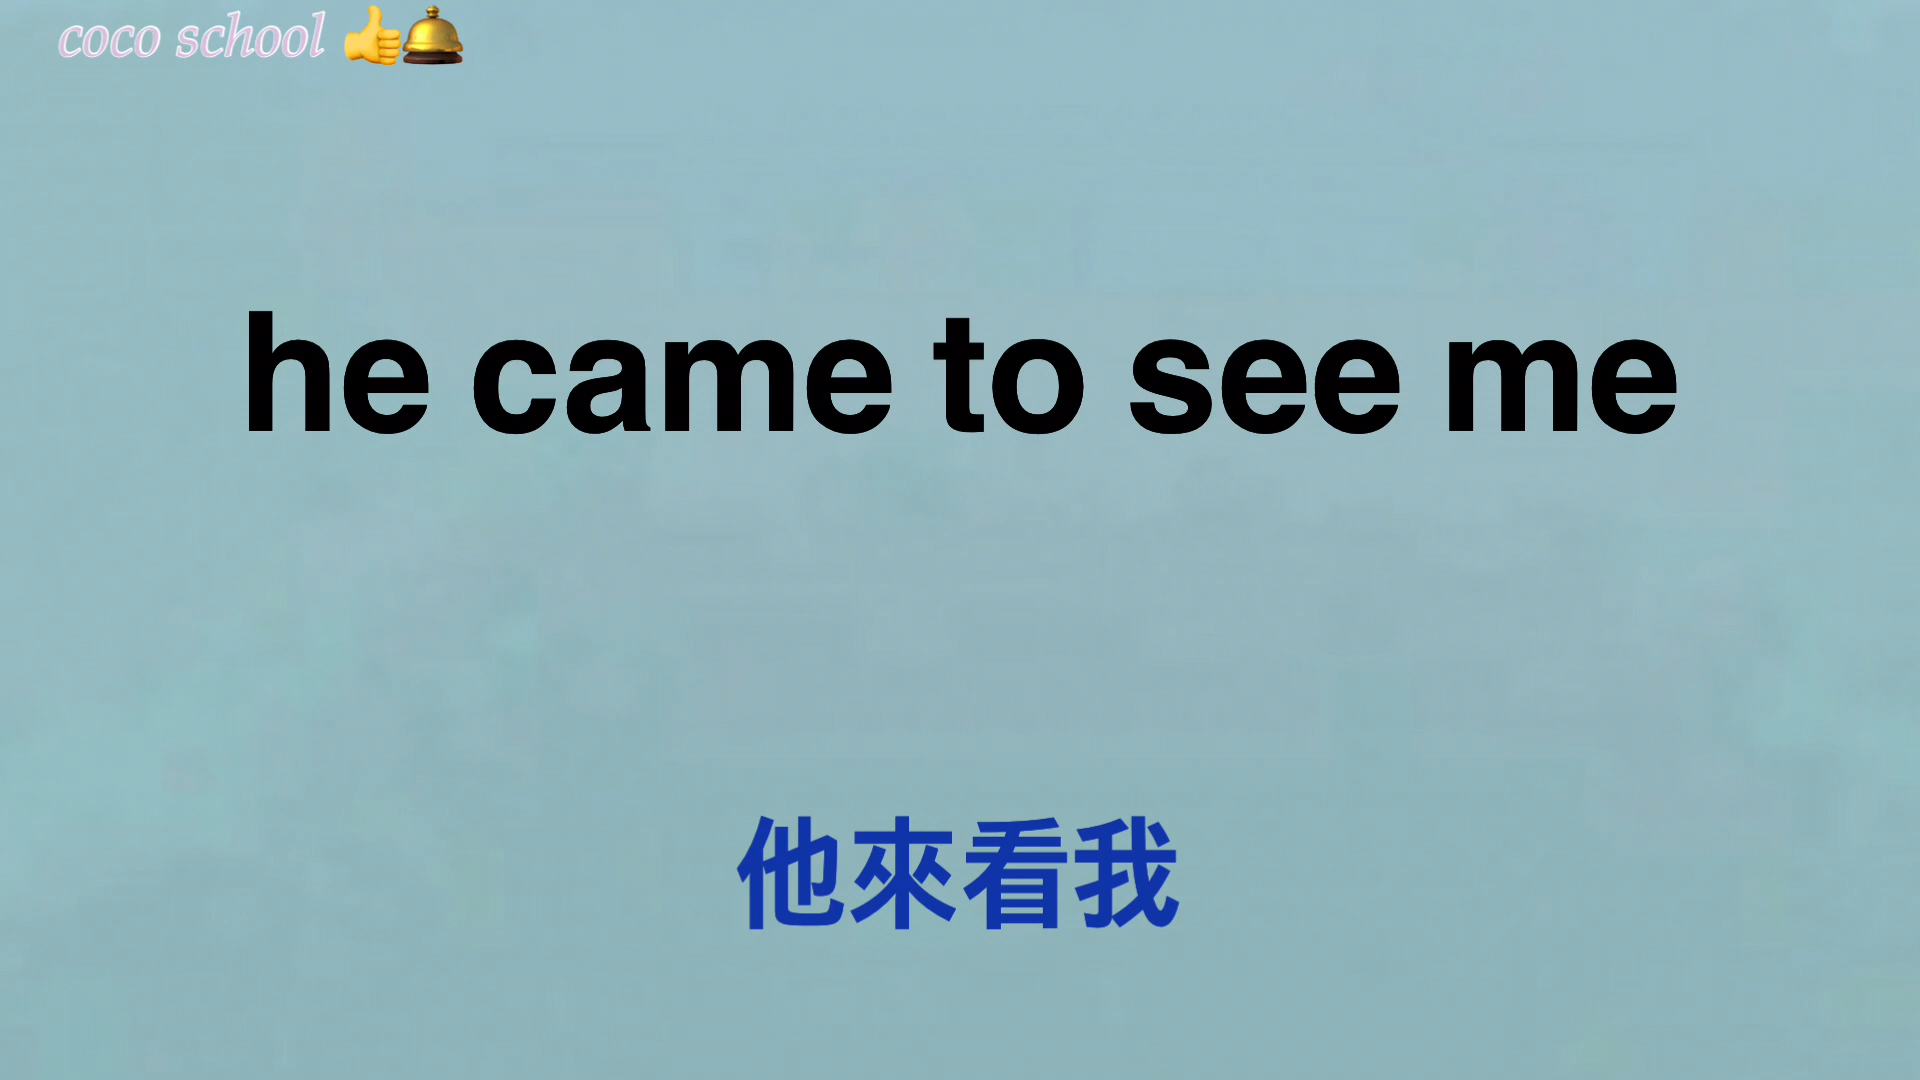 coco school 👍🛎️
he came to see me
他來看我